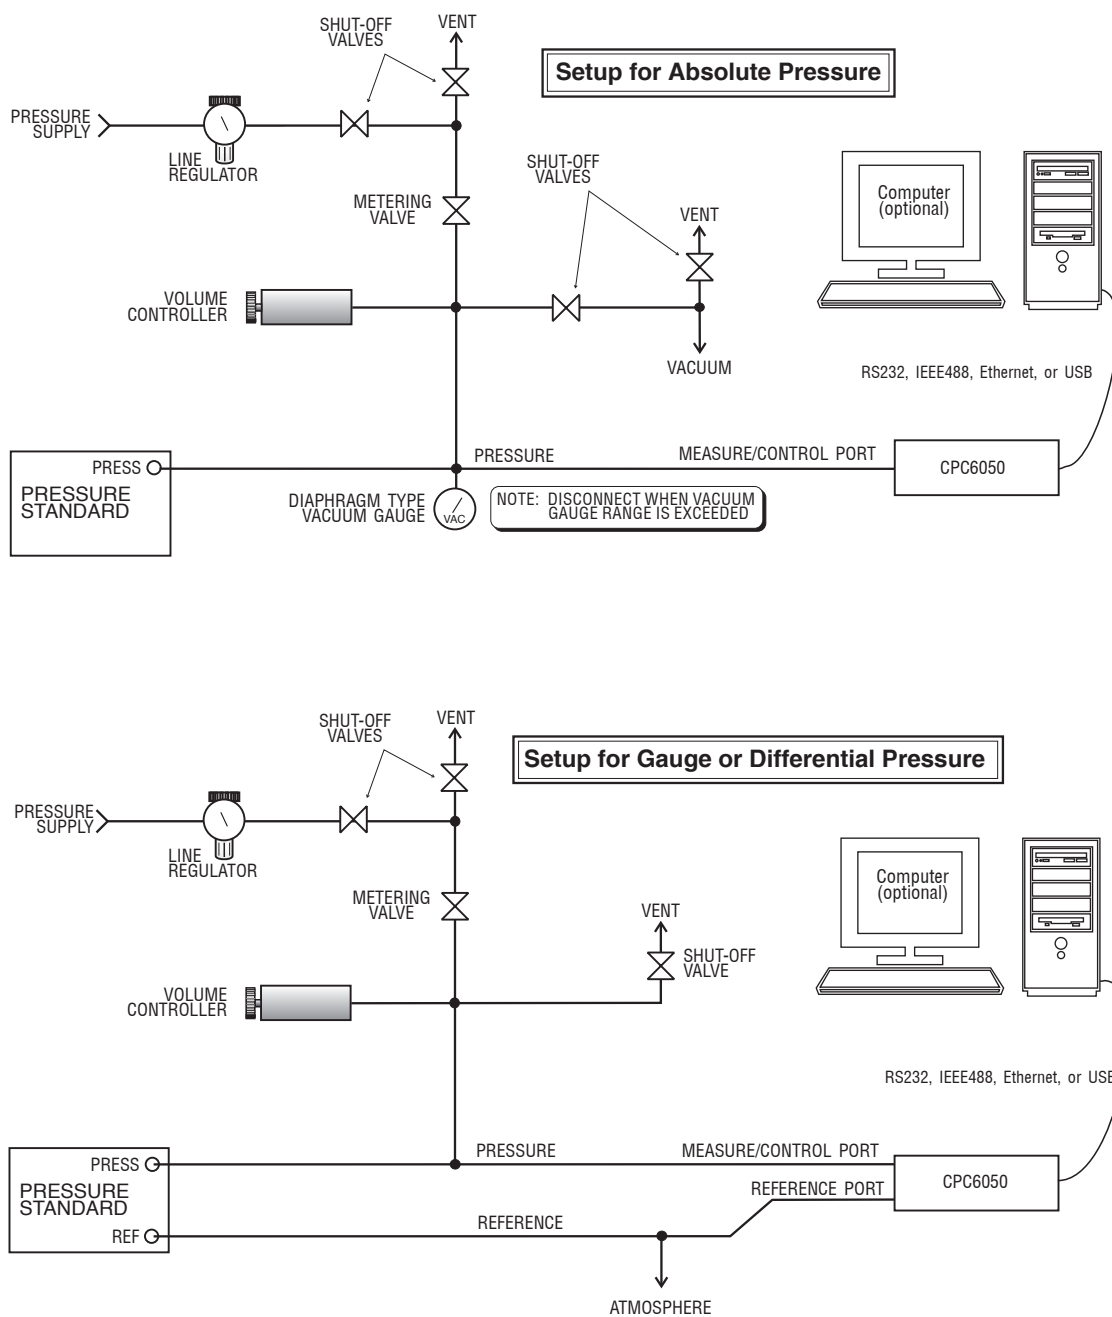 SHUT-OFF
VALVES
VENT
Setup for Absolute Pressure
PRESSURE
SUPPLY
LINE
REGULATOR
SHUT-OFF
VALVES
METERING
VALVE
VENT
Computer
(optional)
VOLUME
CONTROLLER
VACUUM
RS232, IEEE488, Ethernet, or USB
PRESS
PRESSURE
STANDARD
PRESSURE
MEASURE/CONTROL PORT
CPC6050
DIAPHRAGM TYPE
VACUUM GAUGE
VAC
NOTE: DISCONNECT WHEN VACUUM
GAUGE RANGE IS EXCEEDED
SHUT-OFF
VALVES
VENT
Setup for Gauge or Differential Pressure
PRESSURE
SUPPLY
LINE
REGULATOR
METERING
VALVE
VENT
SHUT-OFF
VALVE
Computer
(optional)
VOLUME
CONTROLLER
RS232, IEEE488, Ethernet, or USB
PRESS
PRESSURE
STANDARD
REF
PRESSURE
MEASURE/CONTROL PORT
REFERENCE PORT
CPC6050
REFERENCE
ATMOSPHERE